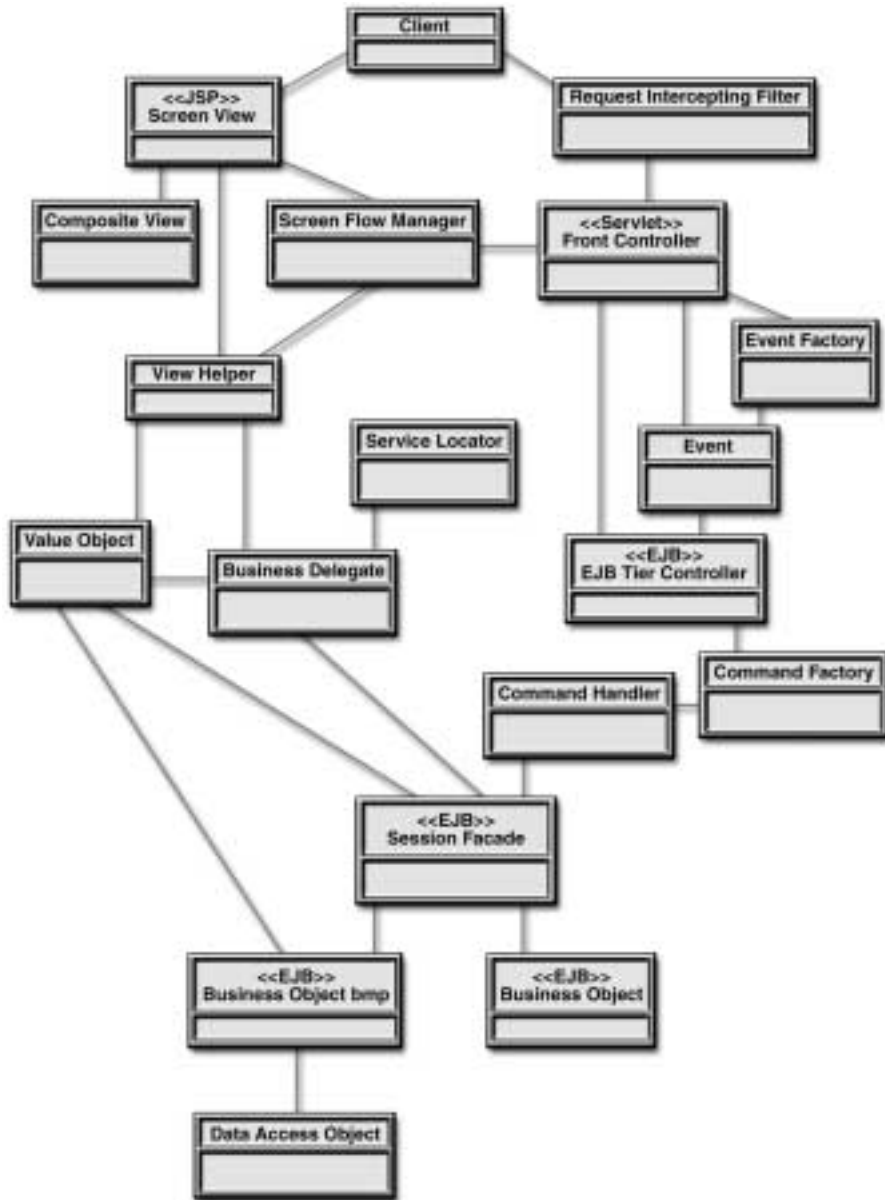 Client
<<JSP>>
Screen View
Request Intercepting Filter
Composite View
Screen Flow Manager
<<Servlet>>
Front Controller
Event Factory
View Helper
Service Locator
Event
Value Object
Business Delegate
<<EJB>>
EJB Tier Controller
Command Handler
Command Factory
<<EJB>>
Session Facade
<<EJB>>
Business Object bmp
<<EJB>>
Business Object
Data Access Object